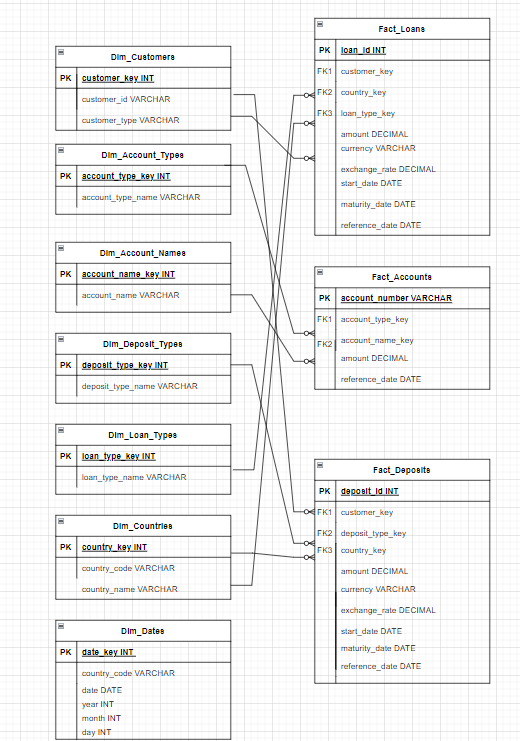 Dim_Customers
PK customer_key INT
customer_id VARCHAR
customer_type VARCHAR
Dim_Account_Types
PK account_type_key INT
account_type_name VARCHAR
Dim_Account_Names
PK account_name_key INT
account_name VARCHAR
Dim_Deposit_Types
PK deposit_type_key INT
deposit_type_name VARCHAR
Dim_Loan_Types
PK loan_type_key INT
loan_type_name VARCHAR
Dim_Countries
PK country_key INT
country_code VARCHAR
country_name VARCHAR
Dim_Dates
PK date_key INT
country_code VARCHAR
date DATE
year INT
month INT
day INT
Fact_Loans
PK loan_id INT
FK1 customer_key
FK2 country_key
FK3 loan_type_key
amount DECIMAL
currency VARCHAR
exchange_rate DECIMAL
start_date DATE
maturity_date DATE
reference_date DATE
Fact_Accounts
PK account_number VARCHAR
FK1 account_type_key
FK2 account_name_key
amount DECIMAL
reference_date DATE
Fact_Deposits
PK deposit_id INT
FK1 customer_key
FK2 deposit_type_key
FK3 country_key
amount DECIMAL
currency VARCHAR
exchange_rate DECIMAL
start_date DATE
maturity_date DATE
reference_date DATE